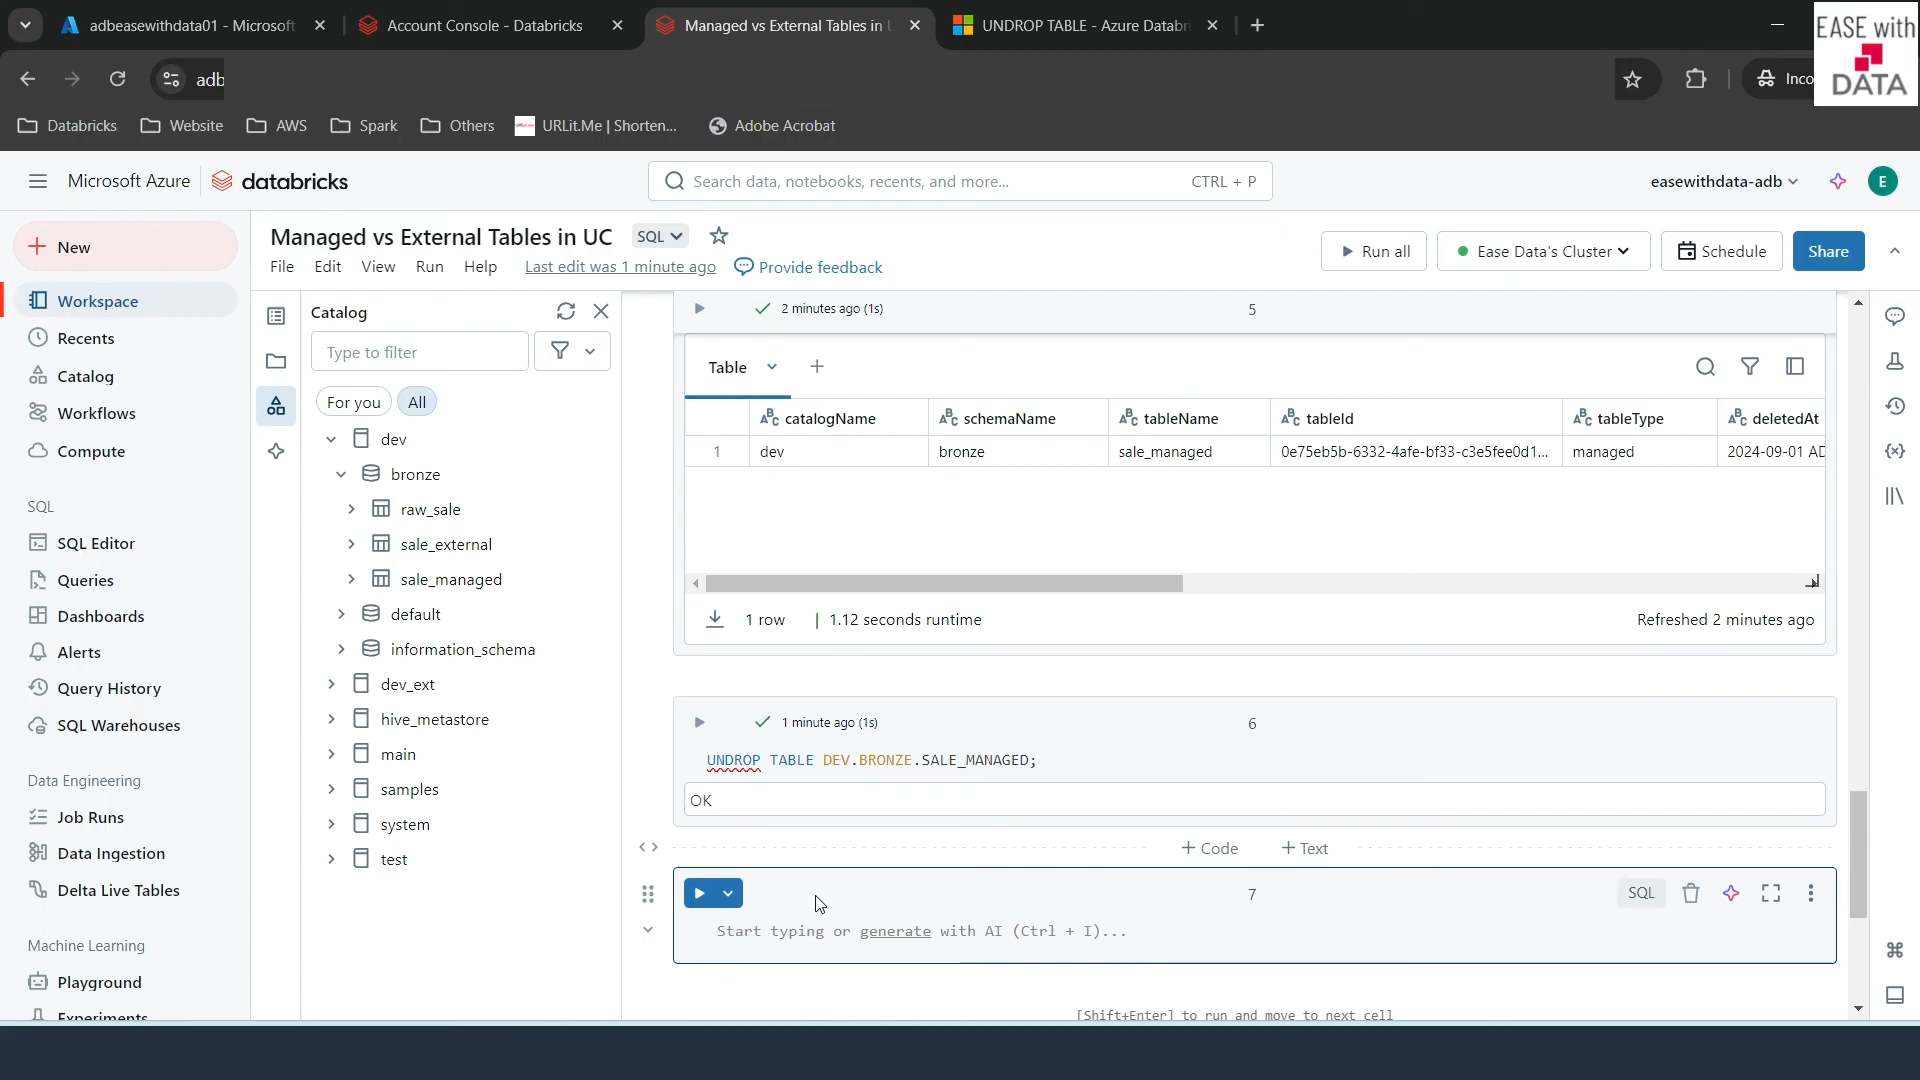 adbeasewithdata01 - Microsoft
Account Console - Databricks
Managed vs External Tables in U
UNDROP TABLE - Azure Databri
EASE with
DATA
adb
Inco
Databricks
Website
AWS
Spark
Others
URLit.Me | Shorten...
Adobe Acrobat
Microsoft Azure
databricks
Search data, notebooks, recents, and more...
CTRL + P
easewithdata-adb
E
New
Workspace
Recents
Catalog
Workflows
Compute
SQL
SQL Editor
Queries
Dashboards
Alerts
Query History
SQL Warehouses
Data Engineering
Job Runs
Data Ingestion
Delta Live Tables
Machine Learning
Playground
Experiments
Managed vs External Tables in UC
SQL
File Edit View Run Help
Last edit was 1 minute ago
Provide feedback
Run all
Ease Data's Cluster
Schedule
Share
Catalog
Type to filter
For you
All
dev
bronze
raw_sale
sale_external
sale_managed
default
information_schema
dev_ext
hive_metastore
main
samples
system
test
2 minutes ago (1s)
5
Table
catalogName schemaName tableName tableId tableType deletedAt
1 dev bronze sale_managed 0e75eb5b-6332-4afe-bf33-c3e5fee0d1... managed 2024-09-01 AD
1 row | 1.12 seconds runtime
Refreshed 2 minutes ago
1 minute ago (1s)
6
UNDROP TABLE DEV.BRONZE.SALE_MANAGED;
OK
+ Code
+ Text
7
SQL
Start typing or generate with AI (Ctrl + I)...
[Shift+Enter] to run and move to next cell